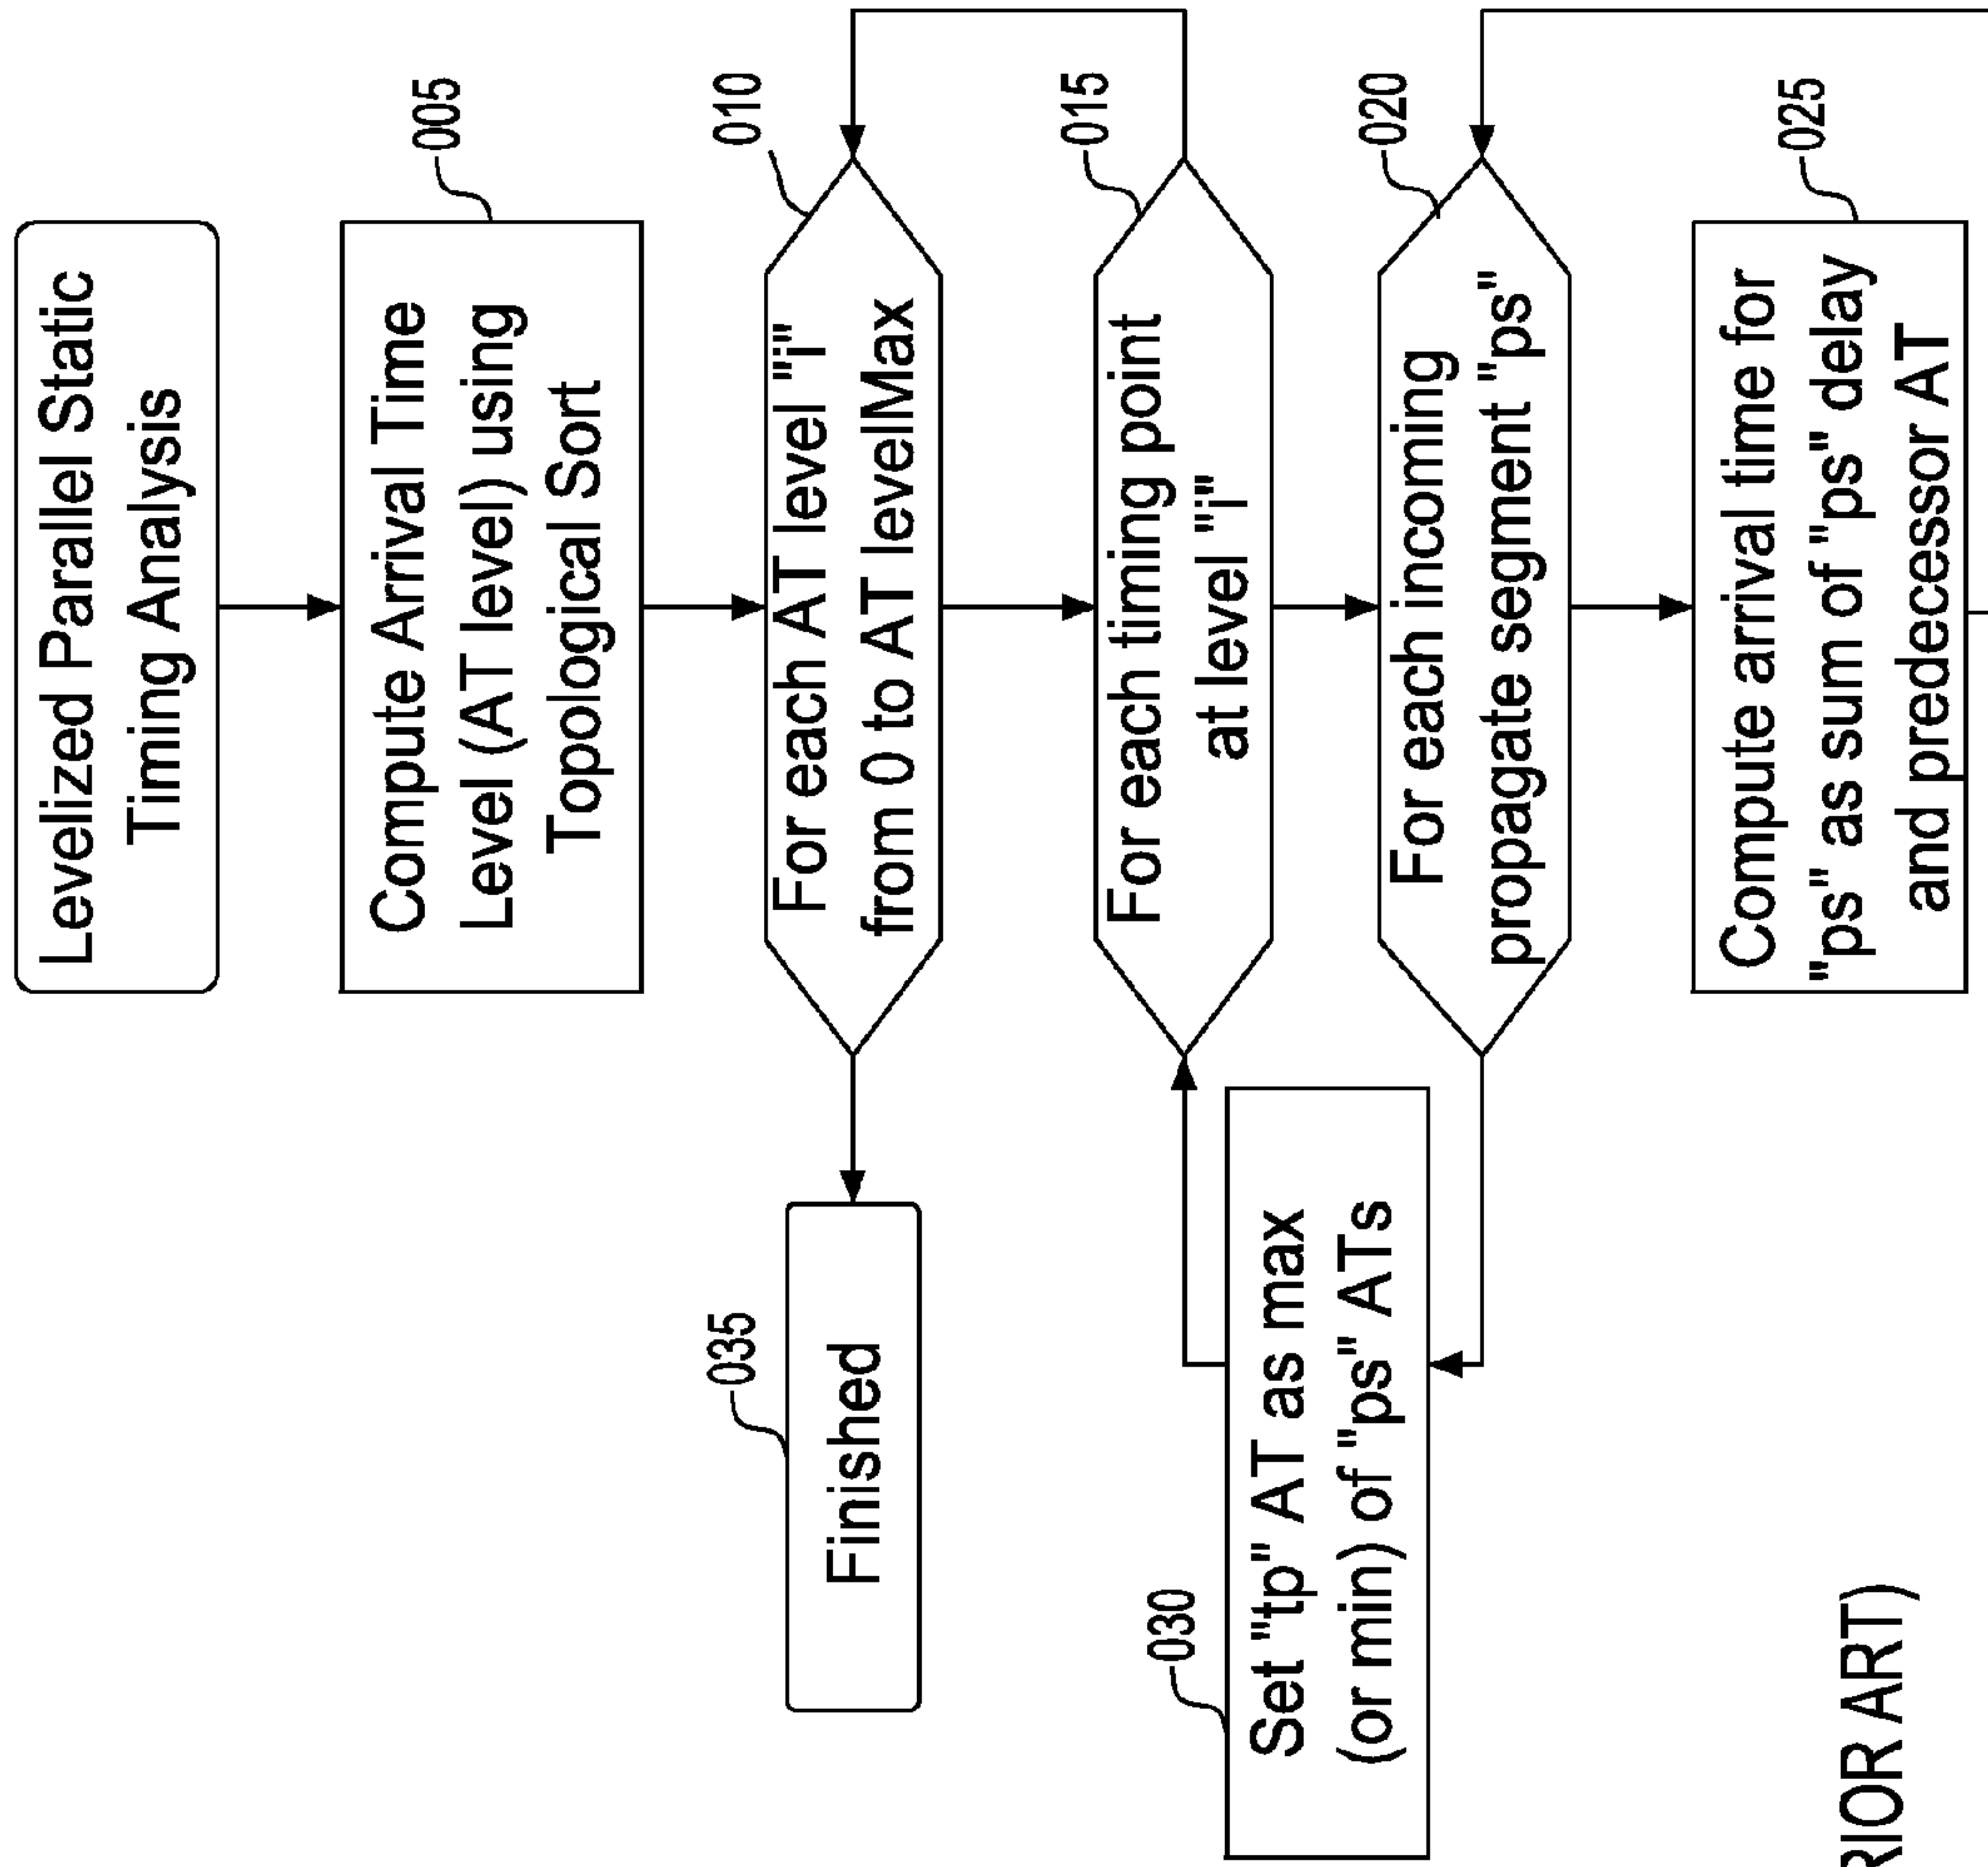 Levelized Parallel Static
Timing Analysis
005
Compute Arrival Time
Level (AT level) using
Topological Sort
010
For each AT level "i"
from 0 to AT levelMax
035
Finished
015
For each timing point
at level "i"
020
For each incoming
propagate segment "ps"
030
Set "tp" AT as max
(or min) of "ps" ATs
025
Compute arrival time for
"ps" as sum of "ps" delay
and predecessor AT
ART)